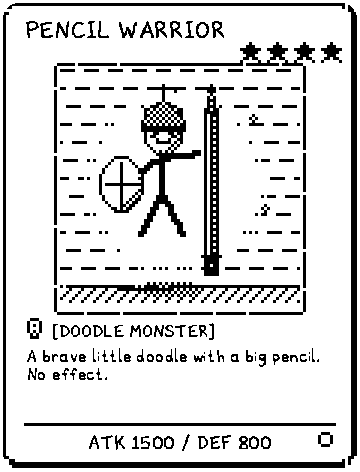 PENCIL WARRIOR
[DOODLE MONSTER]
A brave little doodle with a big pencil.
No effect.
ATK 1500 / DEF 800